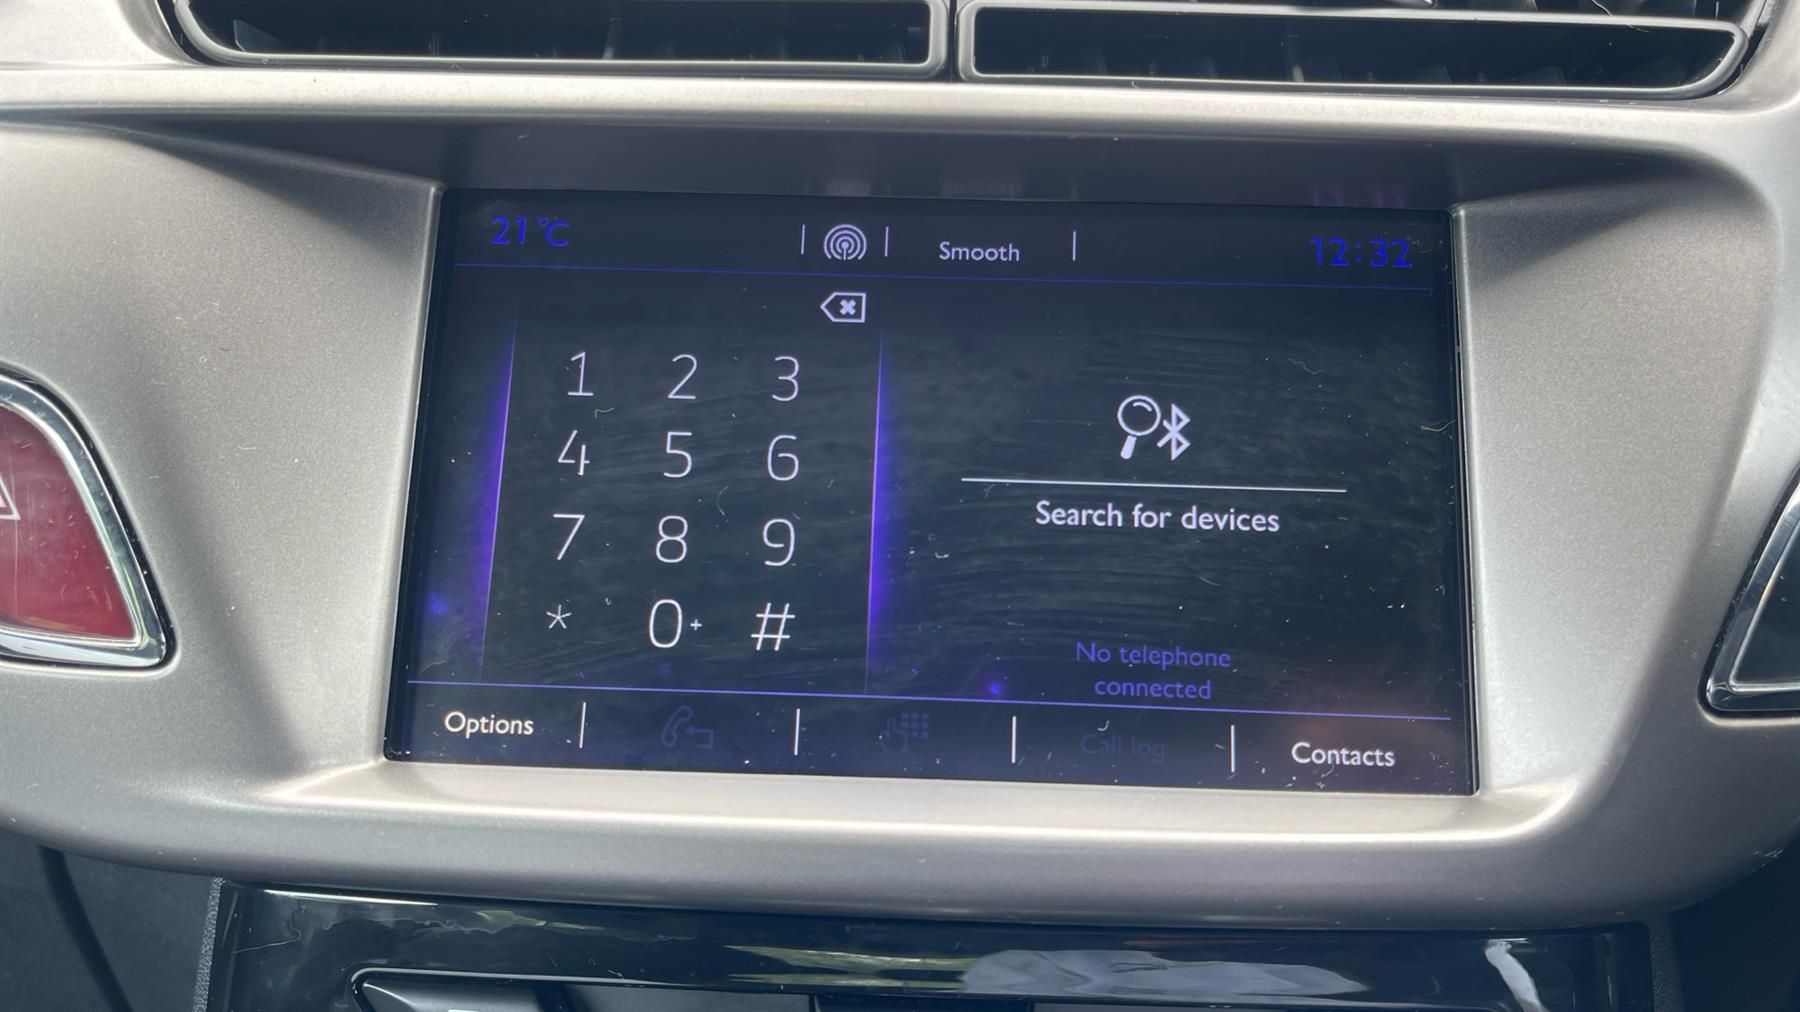 21 °C
Smooth
12:32
1 2 3
4 5 6
7 8 9
* 0+ #
Search for devices
No telephone
connected
Options
Call log
Contacts